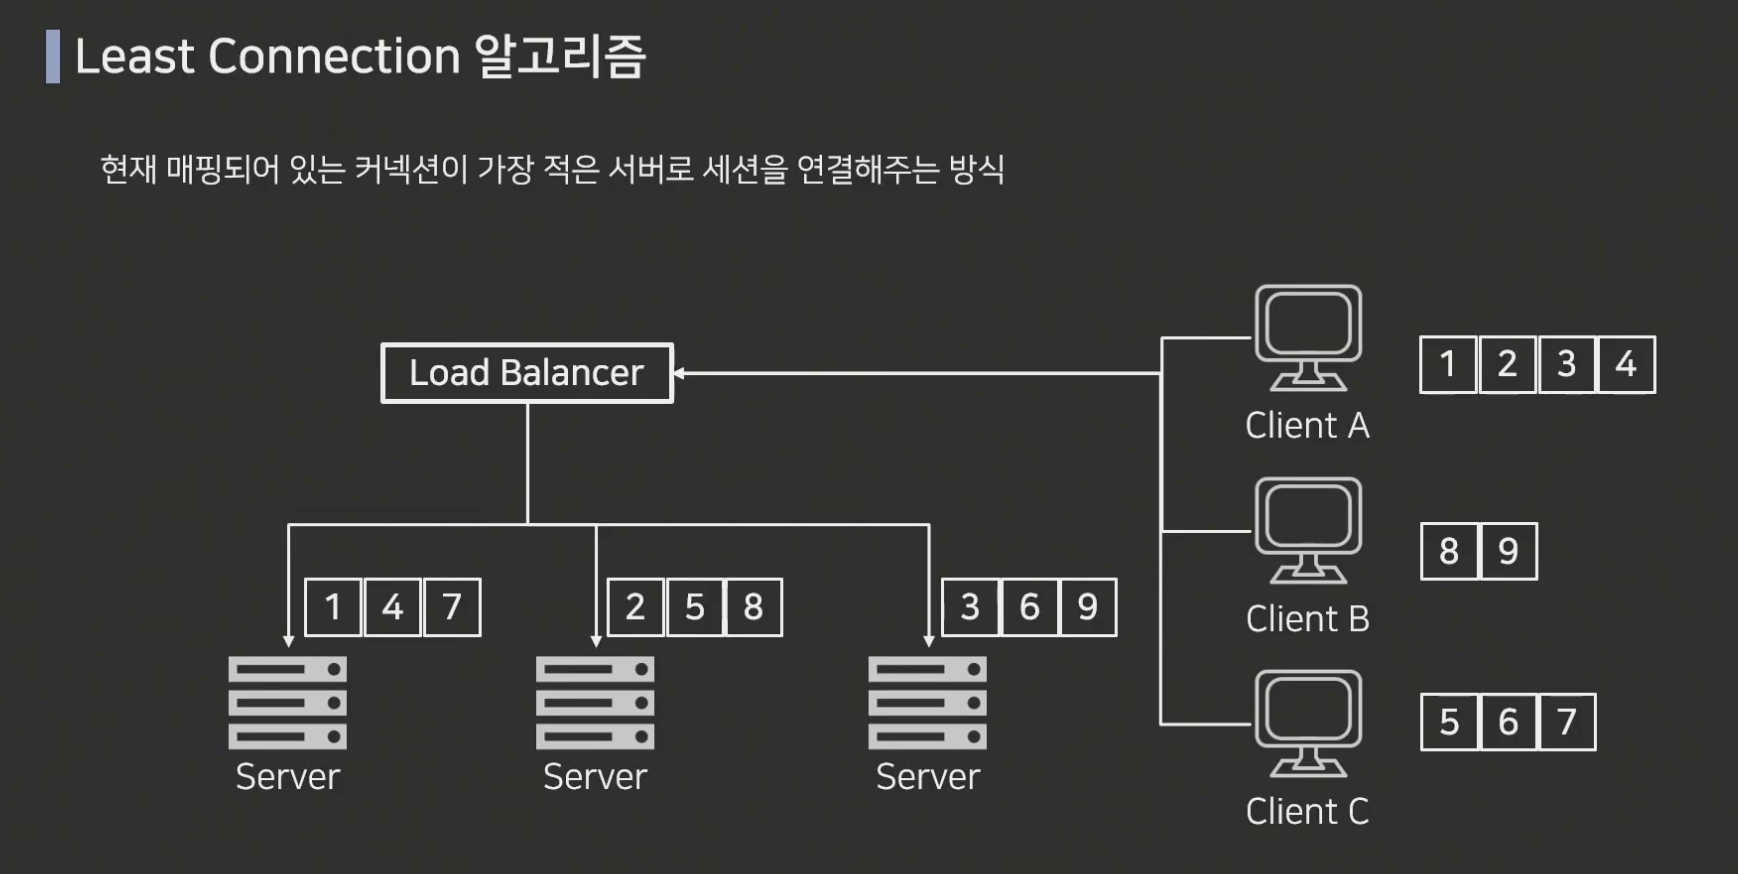 Least Connection 알고리즘
현재 매핑되어 있는 커넥션이 가장 적은 서버로 세션을 연결해주는 방식
Load Balancer
1 2 3 4
Client A
8 9
Client B
5 6 7
Client C
1 4 7
2 5 8
3 6 9
Server
Server
Server